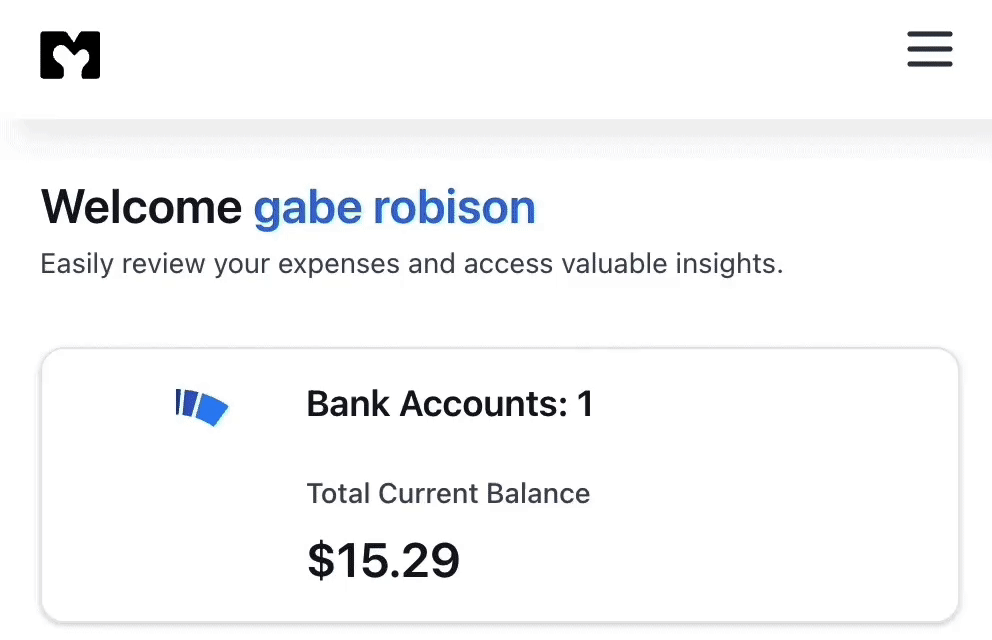 Welcome gabe robison
Easily review your expenses and access valuable insights.
Bank Accounts: 1
Total Current Balance
$15.29